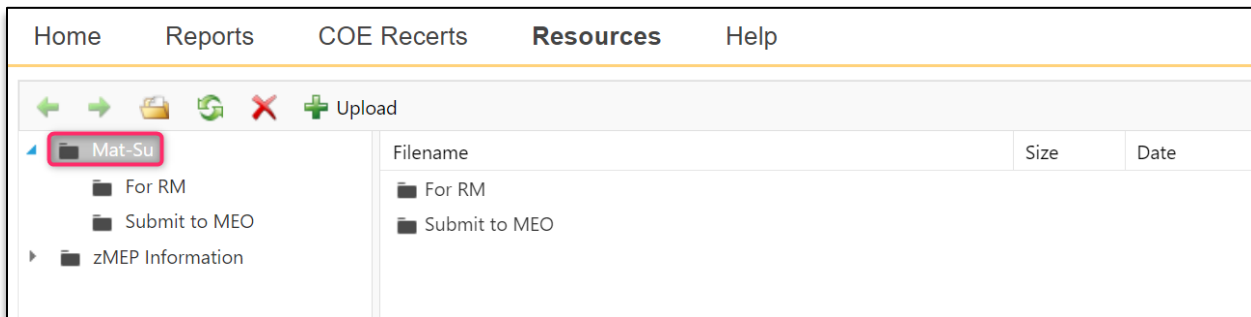 Home Reports COE Recerts Resources Help
Upload
Mat-Su Filename Size Date
For RM For RM
Submit to MEO Submit to MEO
zMEP Information